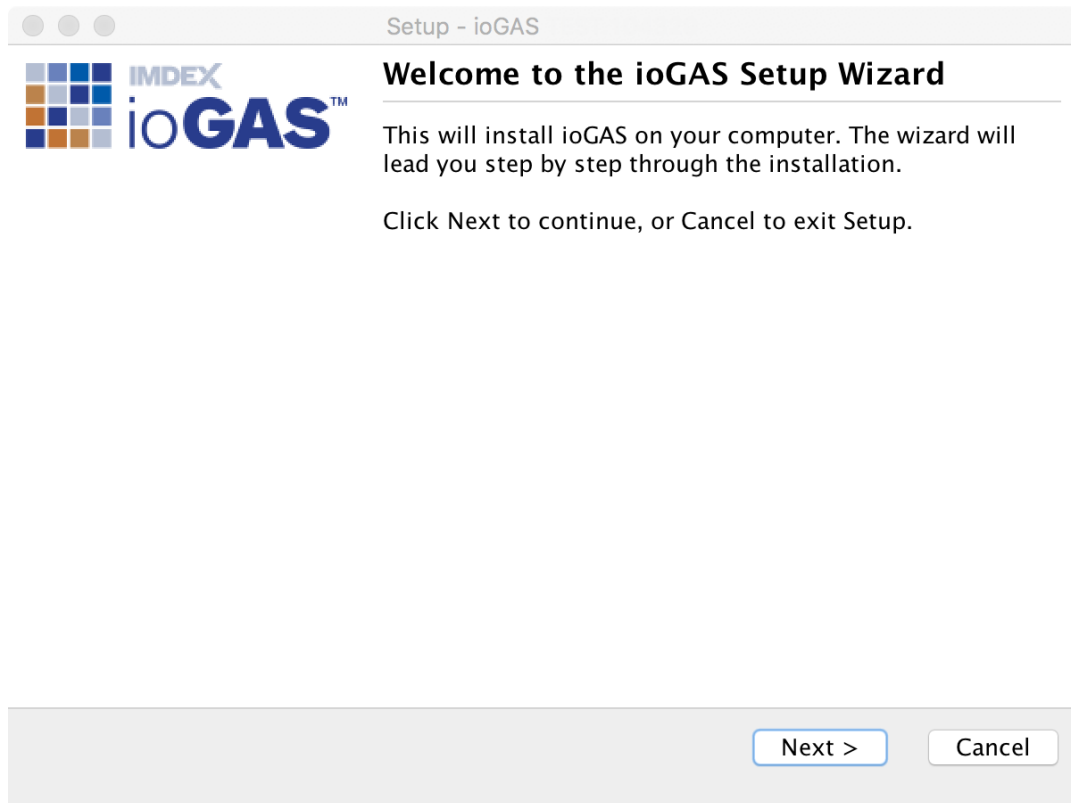 Setup - ioGAS
IMDEX
ioGAS™
Welcome to the ioGAS Setup Wizard
This will install ioGAS on your computer. The wizard will
lead you step by step through the installation.
Click Next to continue, or Cancel to exit Setup.
Next >
Cancel